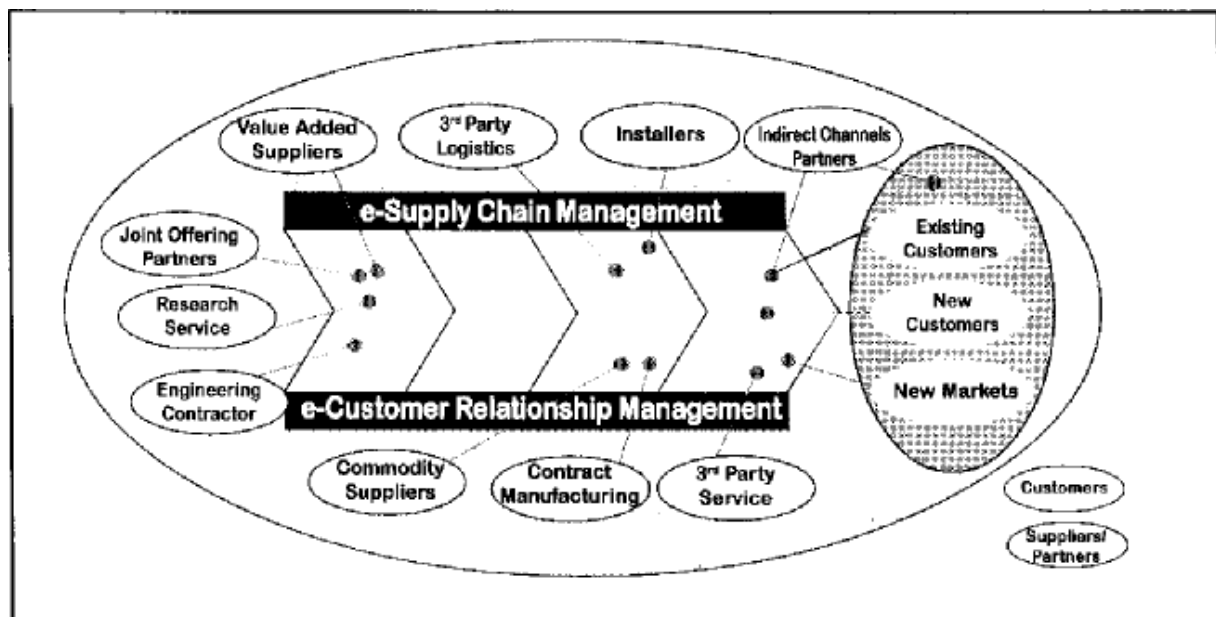 Value Added
Suppliers
3rd Party
Logistics
Installers
Indirect Channels
Partners
e-Supply Chain Management
Joint Offering
Partners
Existing
Customers
Research
Service
New
Customers
Engineering
Contractor
New Markets
e-Customer Relationship Management
Commodity
Suppliers
Contract
Manufacturing
3rd Party
Service
Customers
Suppliers/
Partners